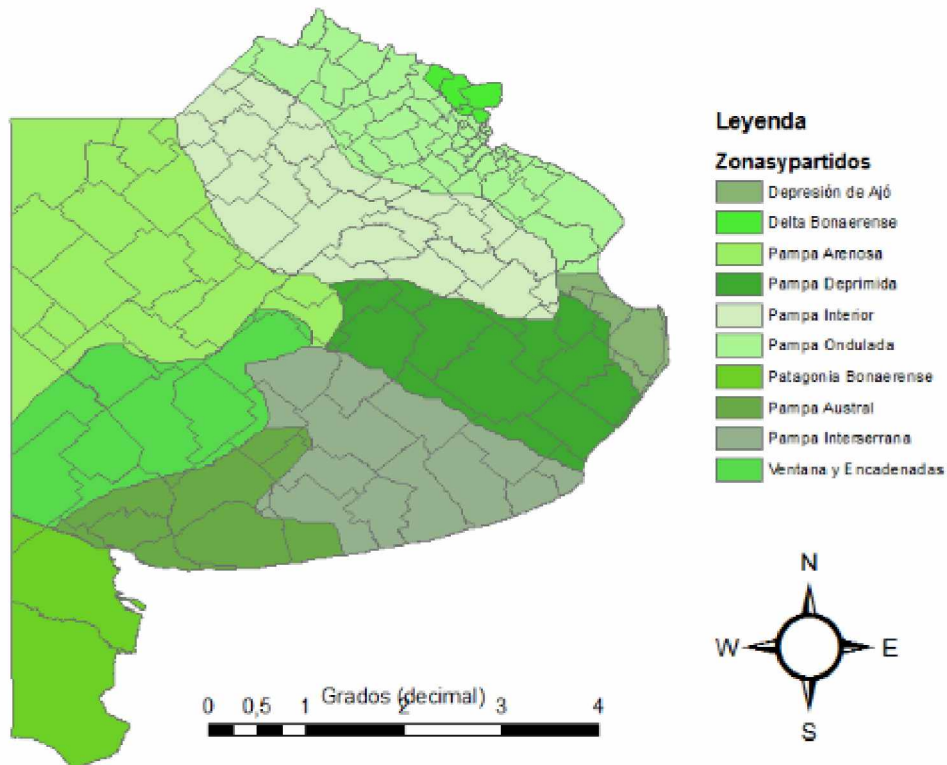 Leyenda
Zonasypartidos
Depresión de Ajó
Delta Bonaerense
Pampa Arenosa
Pampa Deprimida
Pampa Interior
Pampa Ondulada
Patagonia Bonaerense
Pampa Austral
Pampa Interserrana
Ventana y Encadenadas
N
W E
S
Grados (decimal)
0 0,5 1 2 3 4